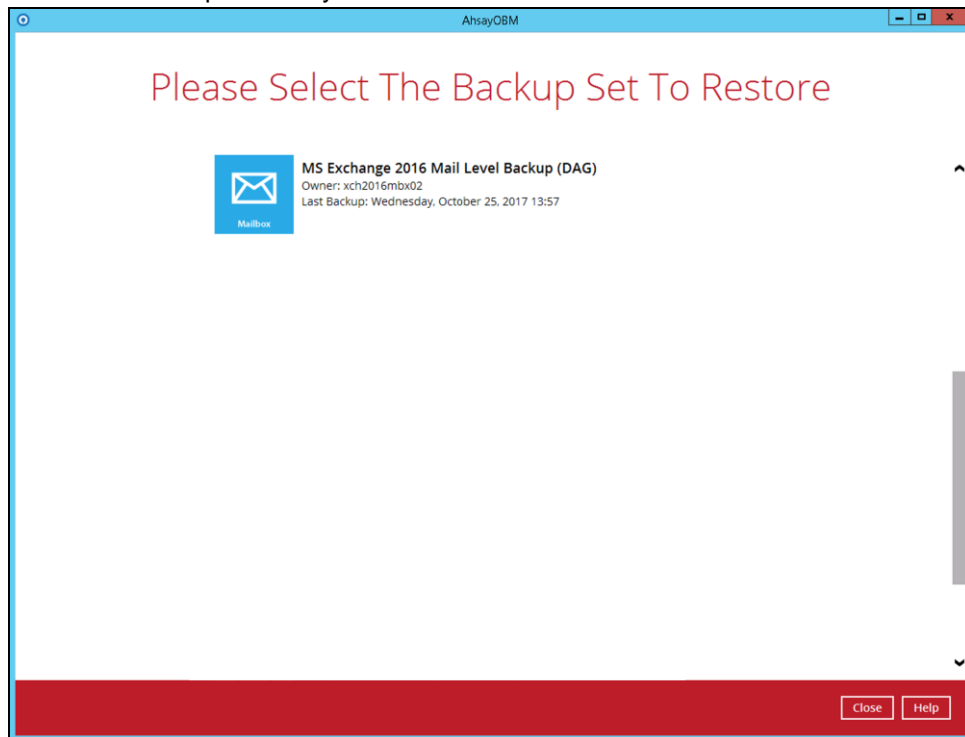 AhsayOBM
Please Select The Backup Set To Restore
MS Exchange 2016 Mail Level Backup (DAG)
Owner: xch2016mbx02
Last Backup: Wednesday, October 25, 2017 13:57
Mailbox
Close Help